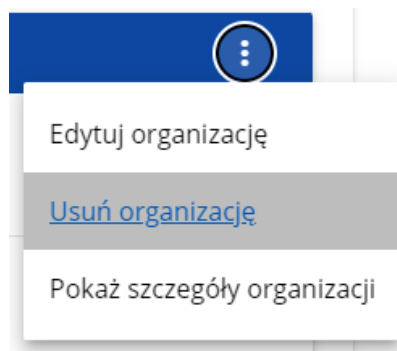 Edytuj organizację
Usuń organizację
Pokaż szczegóły organizacji